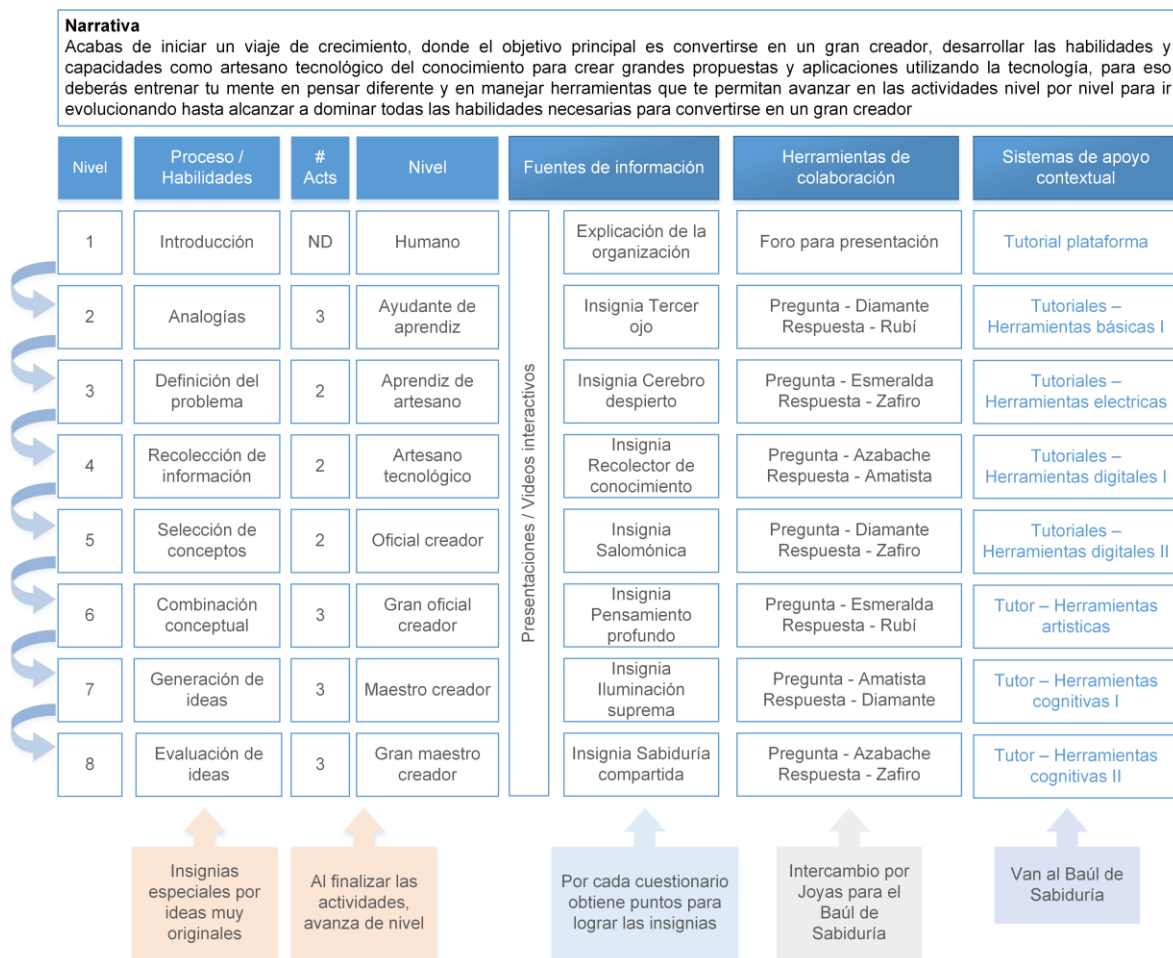 Narrativa
Acabas de iniciar un viaje de crecimiento, donde el objetivo principal es convertirse en un gran creador, desarrollar las habilidades y
capacidades como artesano tecnológico del conocimiento para crear grandes propuestas y aplicaciones utilizando la tecnología, para eso
deberás entrenar tu mente en pensar diferente y en manejar herramientas que te permitan avanzar en las actividades nivel por nivel para ir
evolucionando hasta alcanzar a dominar todas las habilidades necesarias para convertirse en un gran creador
Nivel
Proceso /
Habilidades
#
Acts
Nivel
Fuentes de información
Herramientas de
colaboración
Sistemas de apoyo
contextual
Presentaciones / Videos interactivos
1
Introducción
ND
Humano
Explicación de la
organización
Foro para presentación
Tutorial plataforma
2
Analogías
3
Ayudante de
aprendiz
Insignia Tercer
ojo
Pregunta - Diamante
Respuesta - Rubí
Tutoriales –
Herramientas básicas I
3
Definición del
problema
2
Aprendiz de
artesano
Insignia Cerebro
despierto
Pregunta - Esmeralda
Respuesta - Zafiro
Tutoriales –
Herramientas electricas
4
Recolección de
información
2
Artesano
tecnológico
Insignia
Recolector de
conocimiento
Pregunta - Azabache
Respuesta - Amatista
Tutoriales –
Herramientas digitales I
5
Selección de
conceptos
2
Oficial creador
Insignia
Salomónica
Pregunta - Diamante
Respuesta - Zafiro
Tutoriales –
Herramientas digitales II
6
Combinación
conceptual
3
Gran oficial
creador
Insignia
Pensamiento
profundo
Pregunta - Esmeralda
Respuesta - Rubí
Tutor – Herramientas
artisticas
7
Generación de
ideas
3
Maestro creador
Insignia
Iluminación
suprema
Pregunta - Amatista
Respuesta - Diamante
Tutor – Herramientas
cognitivas I
8
Evaluación de
ideas
3
Gran maestro
creador
Insignia Sabiduría
compartida
Pregunta - Azabache
Respuesta - Zafiro
Tutor – Herramientas
cognitivas II
Insignias
especiales por
ideas muy
originales
Al finalizar las
actividades,
avanza de nivel
Por cada cuestionario
obtiene puntos para
lograr las insignias
Intercambio por
Joyas para el
Baúl de
Sabiduría
Van al Baúl de
Sabiduría